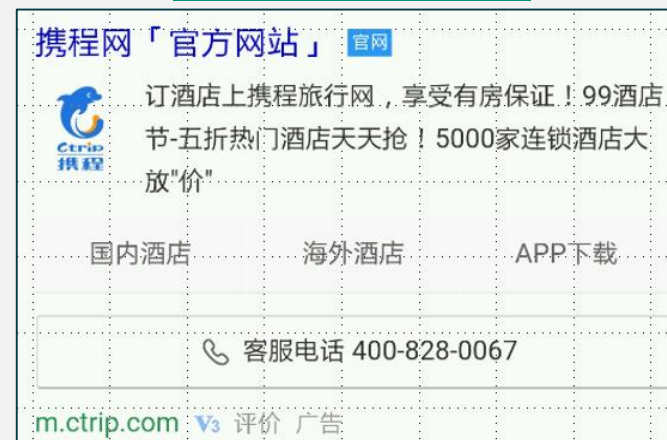 携程网「官方网站」 官网
订酒店上携程旅行网，享受有房保证！99酒店
节-五折热门酒店天天抢！5000家连锁酒店大
放"价"
Ctrip
携程
国内酒店 海外酒店 APP下载
客服电话 400-828-0067
m.ctrip.com V3 评价 广告